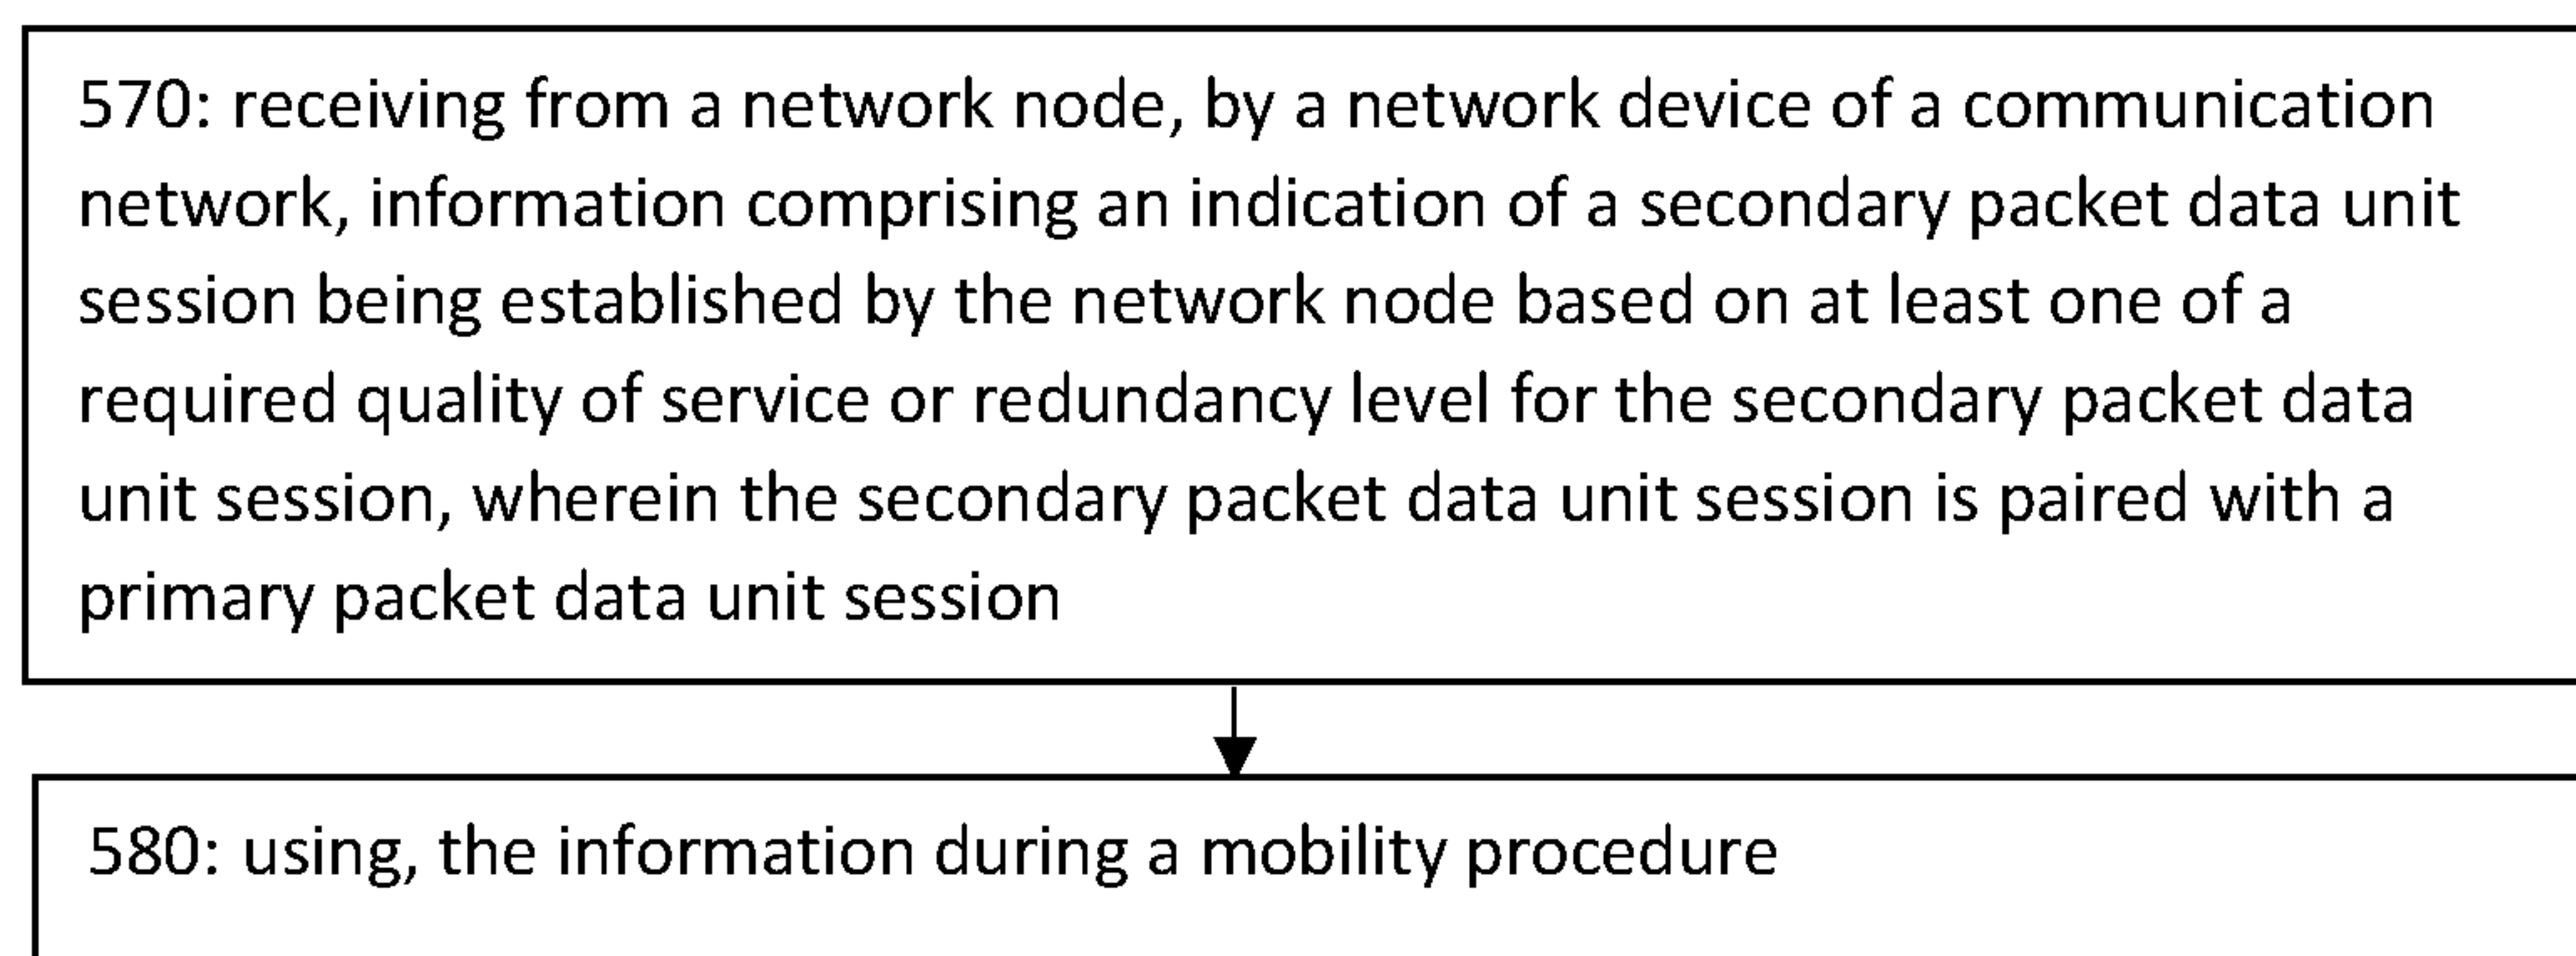 570: receiving from a network node, by a network device of a communication
network, information comprising an indication of a secondary packet data unit
session being established by the network node based on at least one of a
required quality of service or redundancy level for the secondary packet data
unit session, wherein the secondary packet data unit session is paired with a
primary packet data unit session
580: using, the information during a mobility procedure